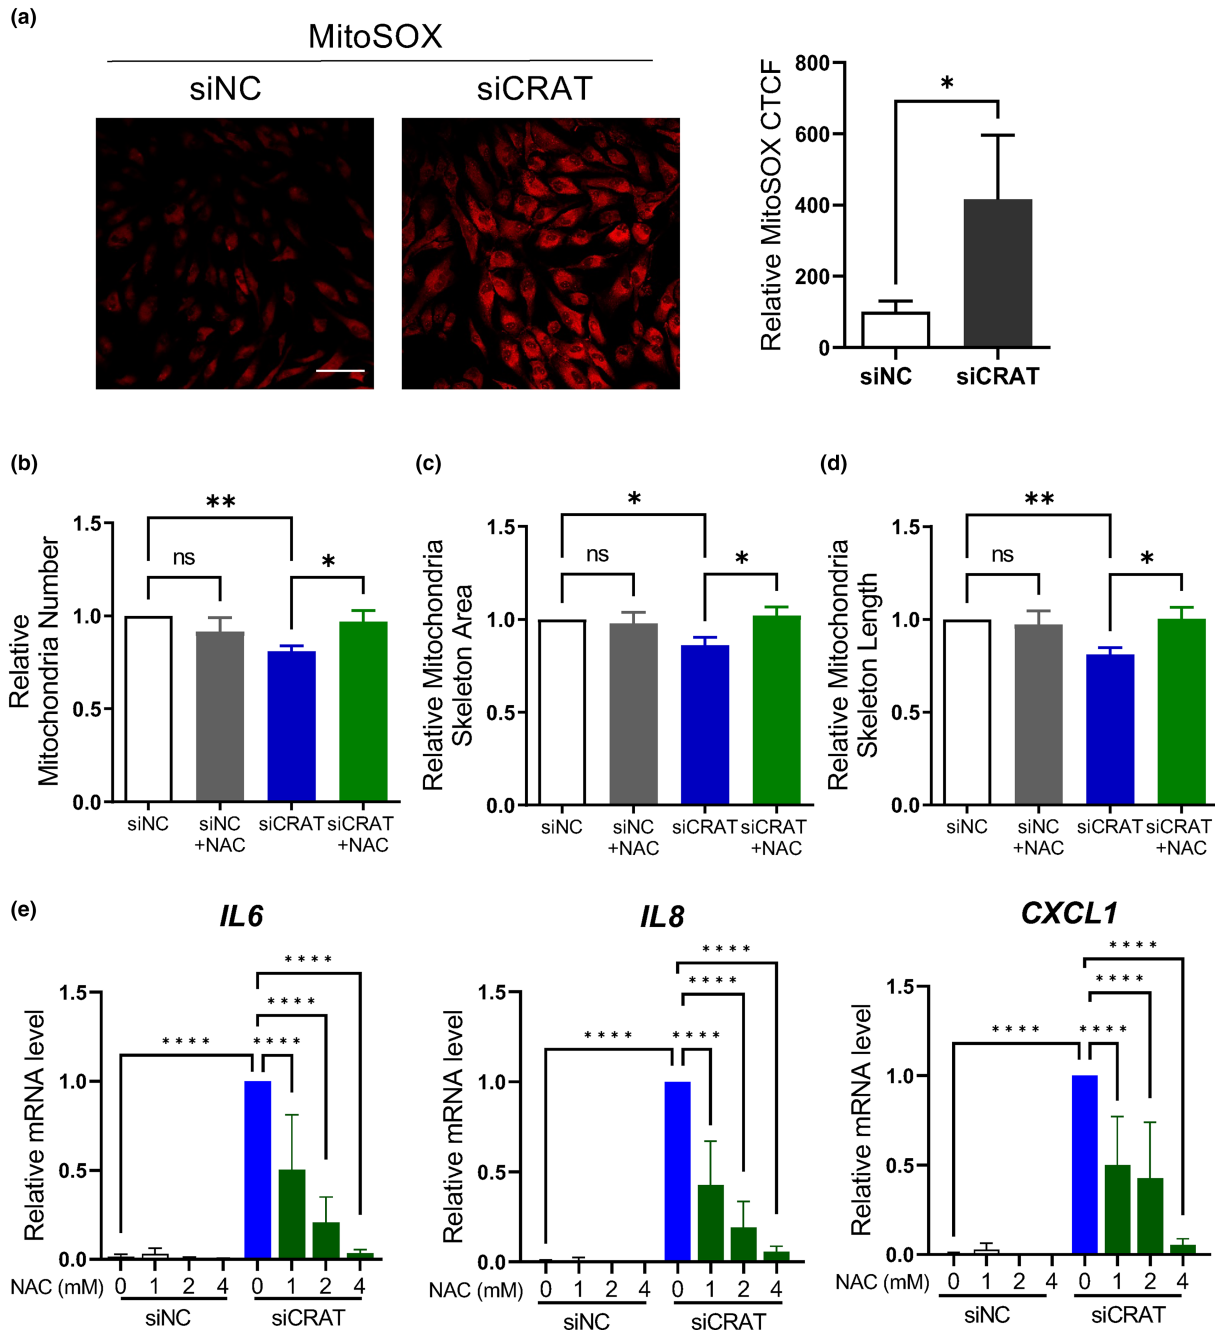 (a)
MitoSOX
siNC
siCRAT
Relative MitoSOX CTCF
800
600
400
200
0
*
siNC
siCRAT
(b)
Relative
Mitochondria Number
1.5
1.0
0.5
0.0
**
ns
*
siNC
siNC
+NAC
siCRAT
siCRAT
+NAC
(c)
Relative Mitochondria
Skeleton Area
1.5
1.0
0.5
0.0
*
ns
*
siNC
siNC
+NAC
siCRAT
siCRAT
+NAC
(d)
Relative Mitochondria
Skeleton Length
1.5
1.0
0.5
0.0
**
ns
*
siNC
siNC
+NAC
siCRAT
siCRAT
+NAC
(e)
IL6
Relative mRNA level
1.5
1.0
0.5
0.0
****
****
****
****
NAC (mM) 0 1 2 4 0 1 2 4
siNC siCRAT
IL8
Relative mRNA level
1.5
1.0
0.5
0.0
****
****
****
****
NAC (mM) 0 1 2 4 0 1 2 4
siNC siCRAT
CXCL1
Relative mRNA level
1.5
1.0
0.5
0.0
****
****
****
****
NAC (mM) 0 1 2 4 0 1 2 4
siNC siCRAT